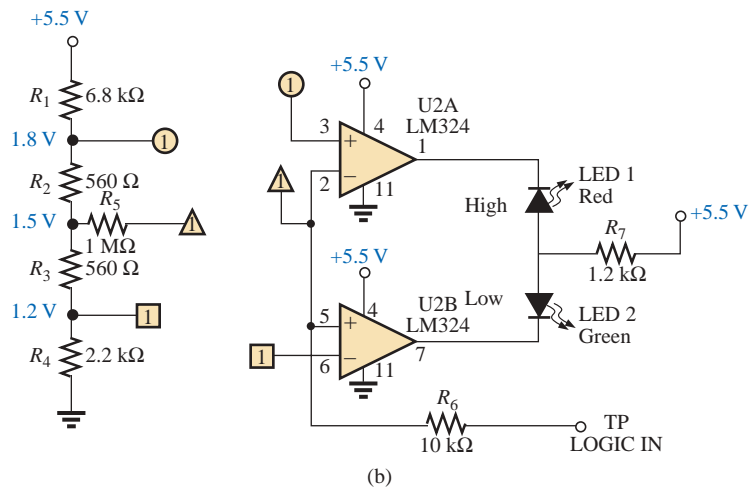 +5.5 V
R1
6.8 kΩ
1.8 V
1
R2
560 Ω
R5
1.5 V
1
1 MΩ
R3
560 Ω
1.2 V
1
R4
2.2 kΩ
+5.5 V
1
U2A
LM324
3
4
1
+
2
−
11
1
High
LED 1
Red
+5.5 V
R7
1.2 kΩ
+5.5 V
Low
U2B
LM324
5
4
+
7
1
6
−
11
LED 2
Green
R6
10 kΩ
TP
LOGIC IN
(b)